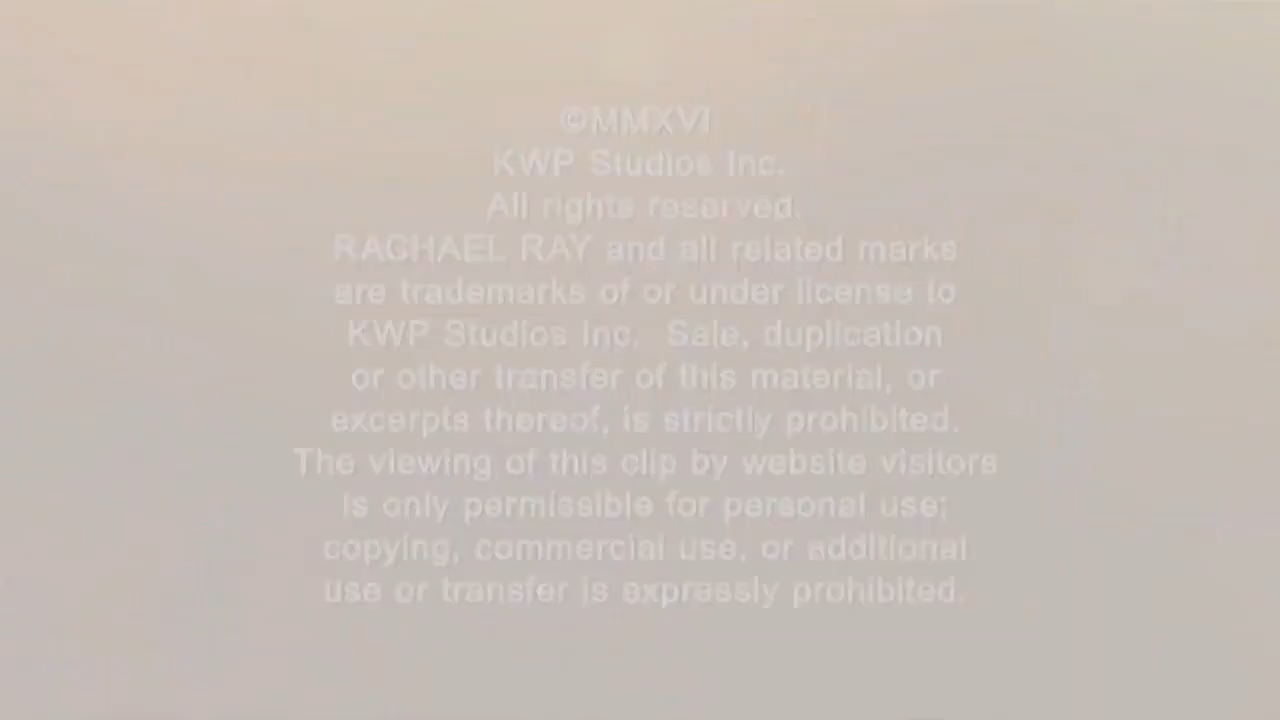 ©MMXVI
KWP Studios Inc.
All rights reserved.
RACHAEL RAY and all related marks
are trademarks of or under license to
KWP Studios Inc. Sale, duplication
or other transfer of this material, or
excerpts thereof, is strictly prohibited.
The viewing of this clip by website visitors
is only permissible for personal use;
copying, commercial use, or additional
use or transfer is expressly prohibited.